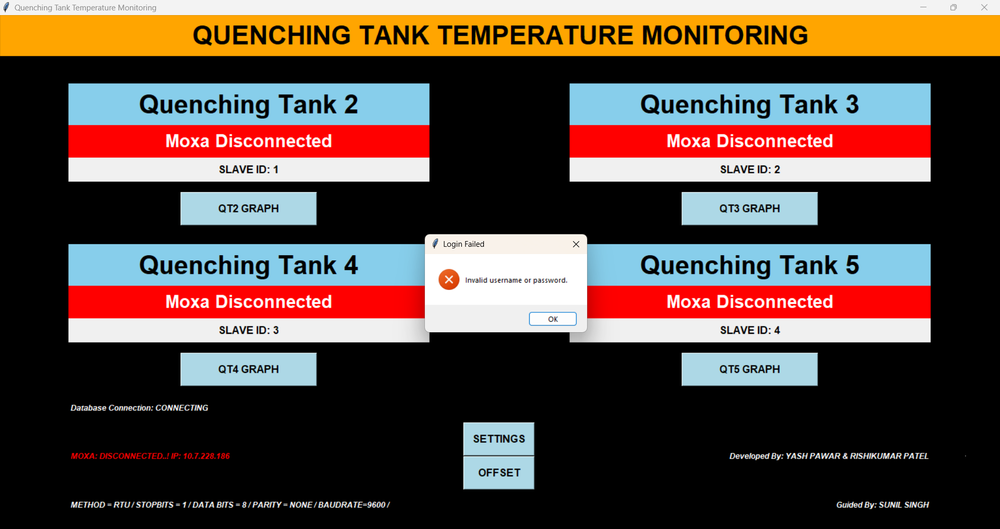 Quenching Tank Temperature Monitoring
QUENCHING TANK TEMPERATURE MONITORING
Quenching Tank 2
Moxa Disconnected
SLAVE ID: 1
QT2 GRAPH
Quenching Tank 3
Moxa Disconnected
SLAVE ID: 2
QT3 GRAPH
Login Failed
Invalid username or password.
OK
Quenching Tank 4
Moxa Disconnected
SLAVE ID: 3
QT4 GRAPH
Quenching Tank 5
Moxa Disconnected
SLAVE ID: 4
QT5 GRAPH
Database Connection: CONNECTING
SETTINGS
MOXA: DISCONNECTED..! IP: 10.7.228.186
Developed By: YASH PAWAR & RISHIKUMAR PATEL
OFFSET
METHOD = RTU / STOPBITS = 1 / DATA BITS = 8 / PARITY = NONE / BAUDRATE=9600 /
Guided By: SUNIL SINGH